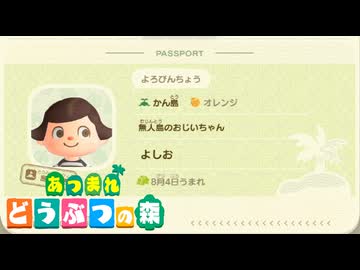 PASSPORT
よろぴんちょう
かん島 オレンジ
無人島のおじいちゃん
よしお
8月4日うまれ
あつまれ
どうぶつの森